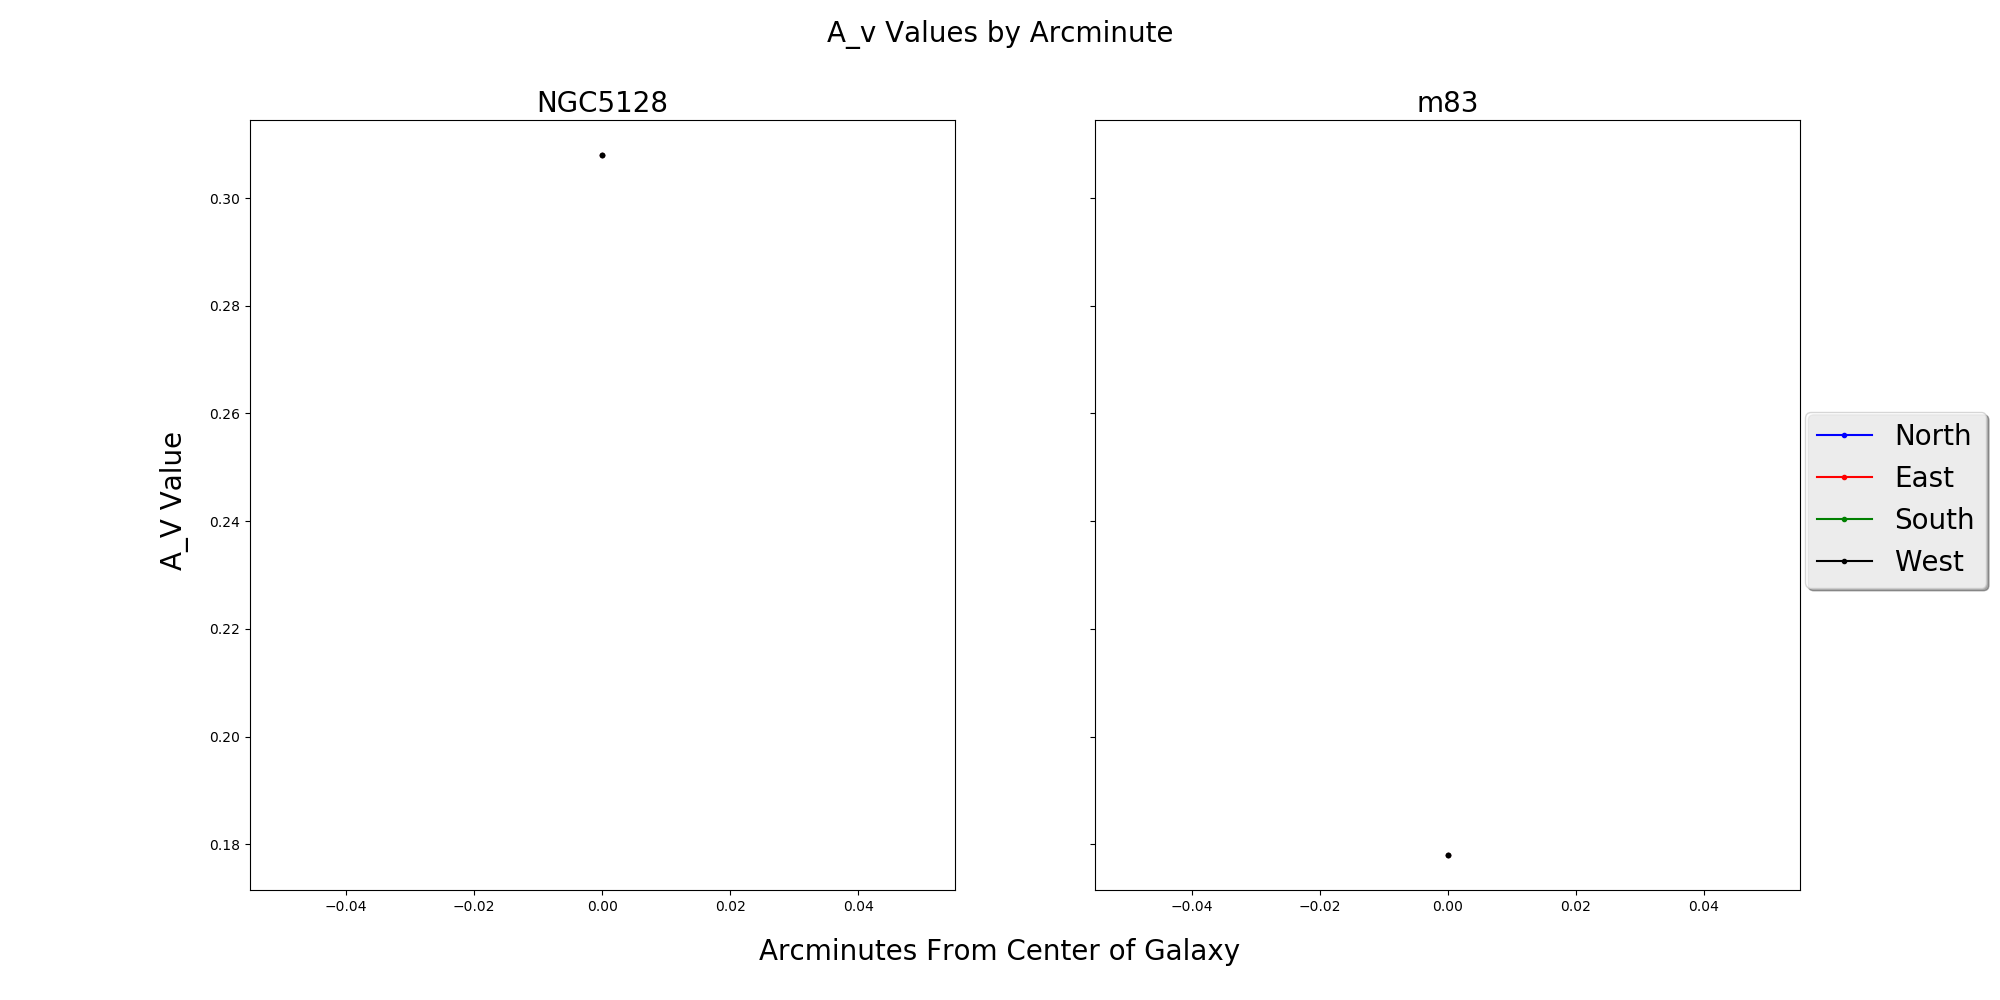 A_v Values by Arcminute
NGC5128
m83
0.30
0.28
0.26
0.24
0.22
0.20
0.18
A_V Value
−0.04 −0.02 0.00 0.02 0.04
−0.04 −0.02 0.00 0.02 0.04
Arcminutes From Center of Galaxy
North
East
South
West